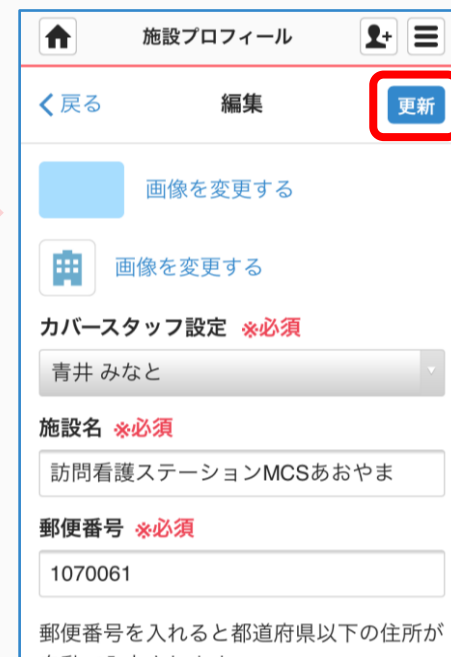 施設プロフィール
戻る 編集 更新
画像を変更する
画像を変更する
カバースタッフ設定 ※必須
青井 みなと
施設名 ※必須
訪問看護ステーションMCSあおやま
郵便番号 ※必須
1070061
郵便番号を入れると都道府県以下の住所が